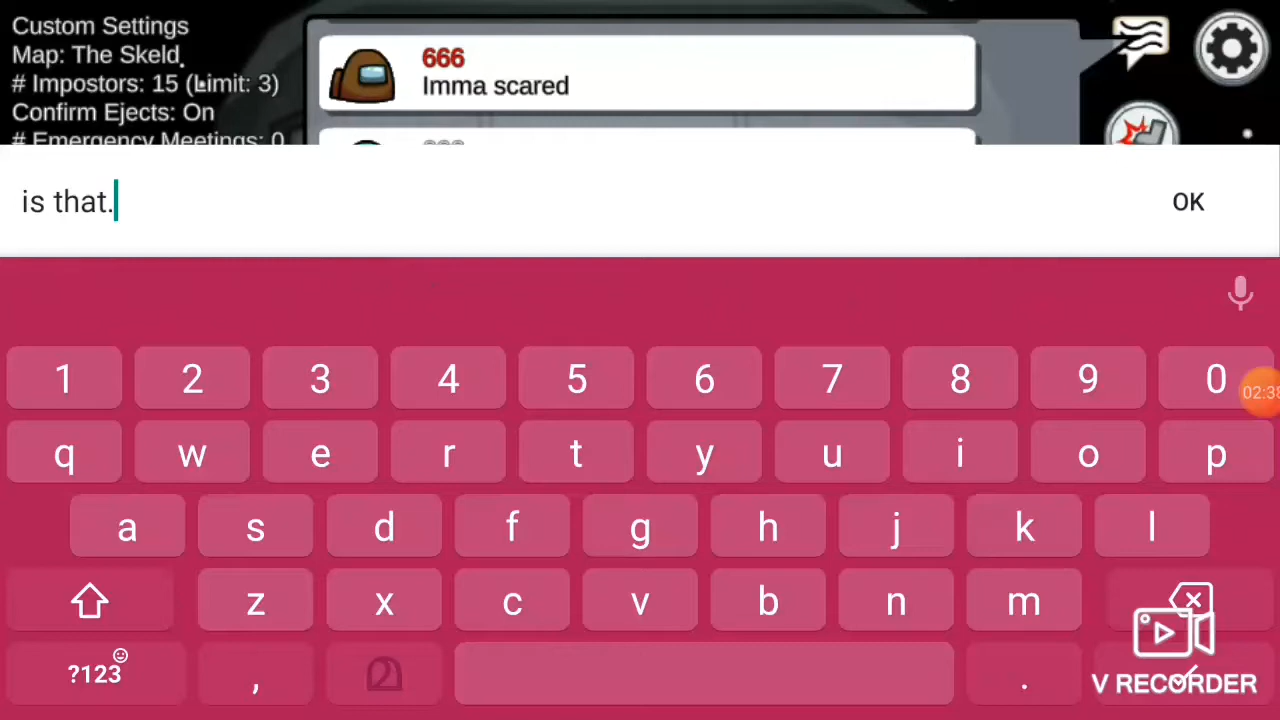 Custom Settings
Map: The Skeld
# Impostors: 15 (Limit: 3)
Confirm Ejects: On
# Emergency Meetings: 0
666
Imma scared
is that.
OK
1 2 3 4 5 6 7 8 9 0
02:38
q w e r t y u i o p
a s d f g h j k l
z x c v b n m
?123 , .
V RECORDER